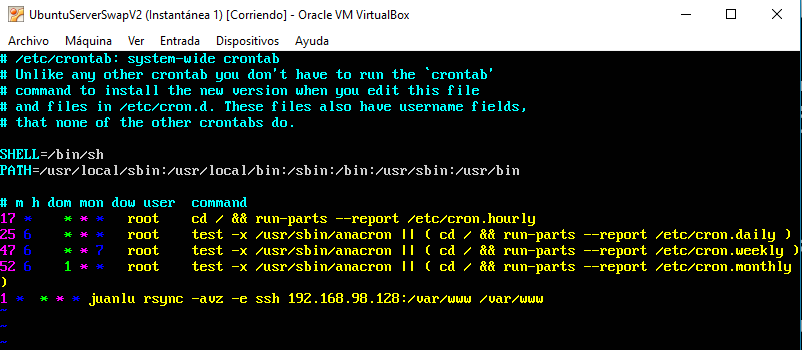 UbuntuServerSwapV2 (Instantánea 1) [Corriendo] - Oracle VM VirtualBox
Archivo Máquina Ver Entrada Dispositivos Ayuda
# /etc/crontab: system-wide crontab
# Unlike any other crontab you don't have to run the `crontab'
# command to install the new version when you edit this file
# and files in /etc/cron.d. These files also have username fields,
# that none of the other crontabs do.

SHELL=/bin/sh
PATH=/usr/local/sbin:/usr/local/bin:/sbin:/bin:/usr/sbin:/usr/bin

# m h dom mon dow user  command
17 *    * * *   root    cd / && run-parts --report /etc/cron.hourly
25 6    * * *   root    test -x /usr/sbin/anacron || ( cd / && run-parts --report /etc/cron.daily )
47 6    * * 7   root    test -x /usr/sbin/anacron || ( cd / && run-parts --report /etc/cron.weekly )
52 6    1 * *   root    test -x /usr/sbin/anacron || ( cd / && run-parts --report /etc/cron.monthly
)
1 *  * * * juanlu rsync -avz -e ssh 192.168.98.128:/var/www /var/www
~
~
~